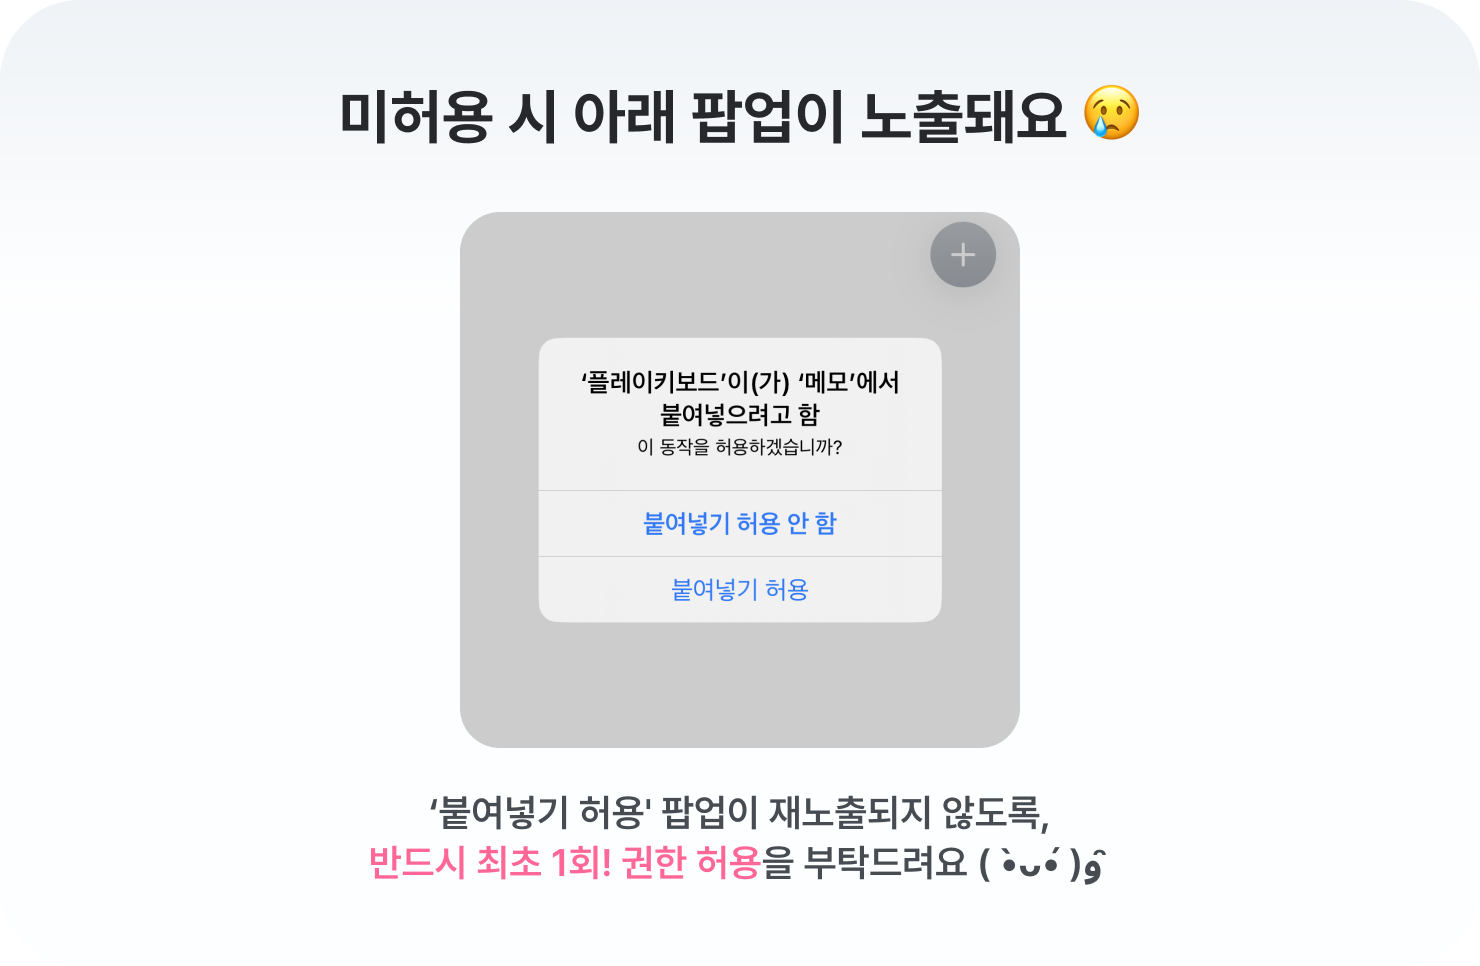 미허용 시 아래 팝업이 노출돼요 😢
+
‘플레이키보드’이(가) ‘메모’에서
붙여넣으려고 함
이 동작을 허용하겠습니까?
붙여넣기 허용 안 함
붙여넣기 허용
‘붙여넣기 허용' 팝업이 재노출되지 않도록,
반드시 최초 1회! 권한 허용을 부탁드려요 ( •̀ᴗ•́ )و ̑̑